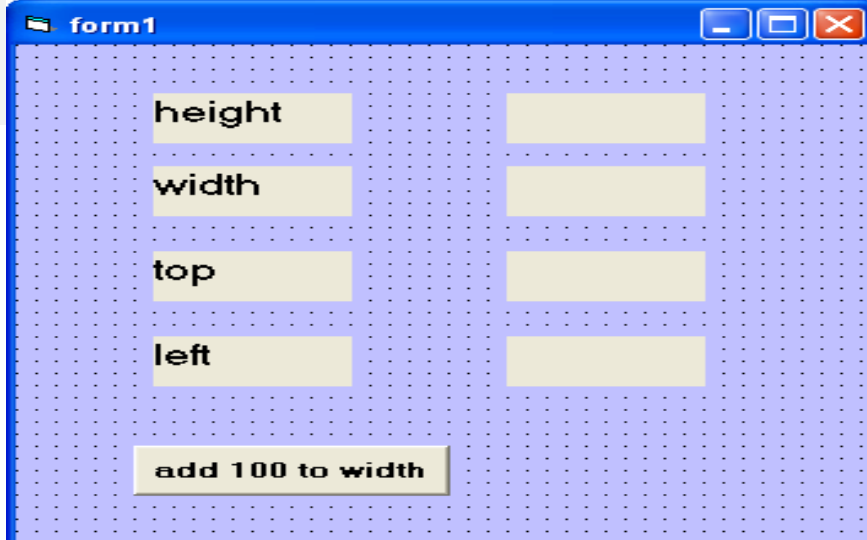 form1
height
width
top
left
add 100 to width